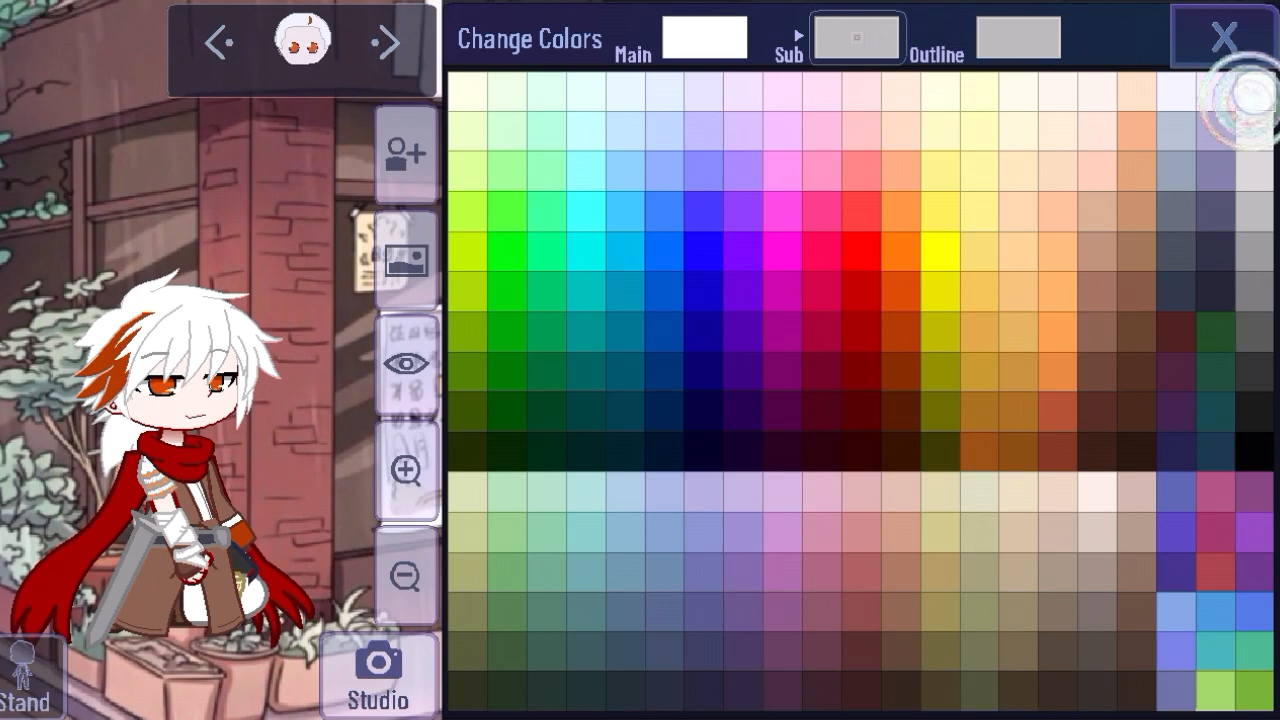 Change Colors
Main
Sub
Outline
X
Stand
Studio